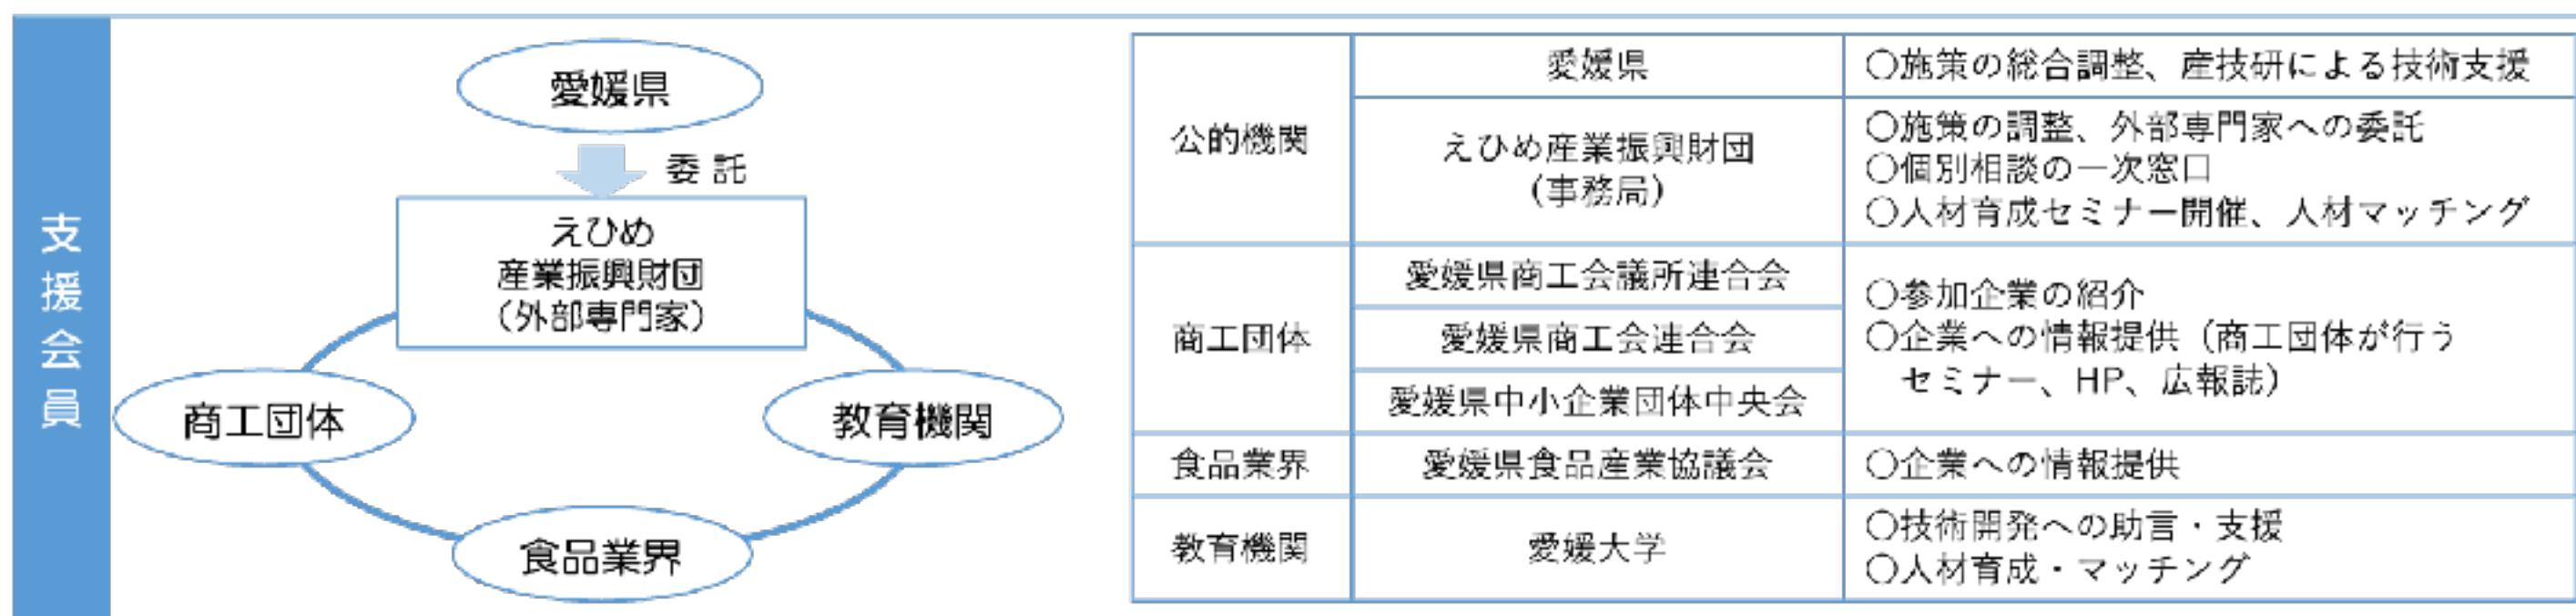 支援会員
愛媛県
委託
えひめ
産業振興財団
（外部専門家）
商工団体
教育機関
食品業界
公的機関
愛媛県
〇施策の総合調整、産技研による技術支援
えひめ産業振興財団
（事務局）
〇施策の調整、外部専門家への委託
〇個別相談の一次窓口
〇人材育成セミナー開催、人材マッチング
商工団体
愛媛県商工会議所連合会
愛媛県商工会連合会
愛媛県中小企業団体中央会
〇参加企業の紹介
〇企業への情報提供（商工団体が行う
セミナー、HP、広報誌）
食品業界
愛媛県食品産業協議会
〇企業への情報提供
教育機関
愛媛大学
〇技術開発への助言・支援
〇人材育成・マッチング